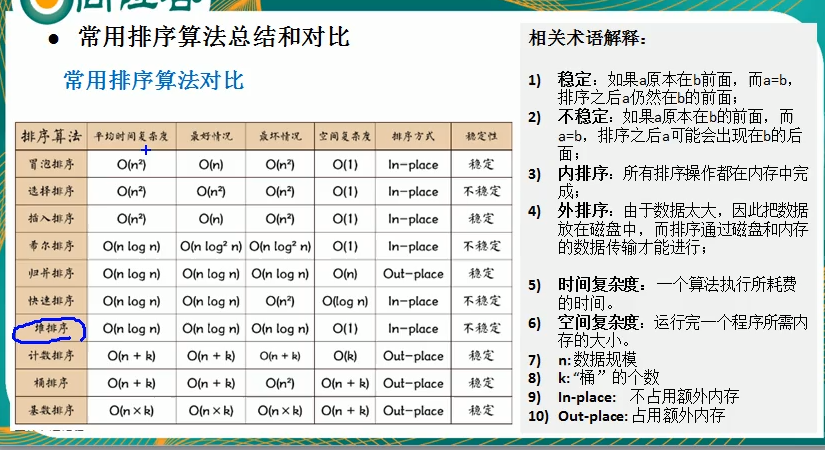 ● 常用排序算法总结和对比
常用排序算法对比
排序算法 平均时间复杂度 最好情况 最坏情况 空间复杂度 排序方式 稳定性
冒泡排序 O(n²) O(n) O(n²) O(1) In-place 稳定
选择排序 O(n²) O(n²) O(n²) O(1) In-place 不稳定
插入排序 O(n²) O(n) O(n²) O(1) In-place 稳定
希尔排序 O(n log n) O(n log² n) O(n log² n) O(1) In-place 不稳定
归并排序 O(n log n) O(n log n) O(n log n) O(n) Out-place 稳定
快速排序 O(n log n) O(n log n) O(n²) O(log n) In-place 不稳定
堆排序 O(n log n) O(n log n) O(n log n) O(1) In-place 不稳定
计数排序 O(n + k) O(n + k) O(n + k) O(k) Out-place 稳定
桶排序 O(n + k) O(n + k) O(n²) O(n + k) Out-place 稳定
基数排序 O(n×k) O(n×k) O(n×k) O(n + k) Out-place 稳定
相关术语解释：
1) 稳定：如果a原本在b前面，而a=b，
排序之后a仍然在b的前面；
2) 不稳定：如果a原本在b的前面，而
a=b，排序之后a可能会出现在b的后
面；
3) 内排序：所有排序操作都在内存中完
成；
4) 外排序：由于数据太大，因此把数据
放在磁盘中，而排序通过磁盘和内存
的数据传输才能进行；
5) 时间复杂度：一个算法执行所耗费
的时间。
6) 空间复杂度：运行完一个程序所需内
存的大小。
7) n: 数据规模
8) k: “桶”的个数
9) In-place: 不占用额外内存
10) Out-place: 占用额外内存